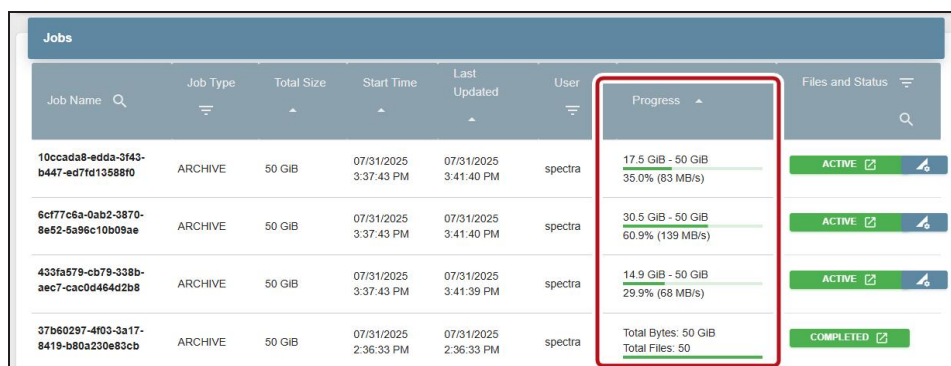 Jobs
Job Name
Job Type
Total Size
Start Time
Last
Updated
User
Progress
Files and Status
10ccada8-edda-3f43-
b447-ed7fd13588f0
ARCHIVE
50 GiB
07/31/2025
3:37:43 PM
07/31/2025
3:41:40 PM
spectra
17.5 GiB - 50 GiB
35.0% (83 MB/s)
ACTIVE
6cf77c6a-0ab2-3870-
8e52-5a96c10b09ae
ARCHIVE
50 GiB
07/31/2025
3:37:43 PM
07/31/2025
3:41:40 PM
spectra
30.5 GiB - 50 GiB
60.9% (139 MB/s)
ACTIVE
433fa579-cb79-338b-
aec7-cac0d464d2b8
ARCHIVE
50 GiB
07/31/2025
3:37:43 PM
07/31/2025
3:41:39 PM
spectra
14.9 GiB - 50 GiB
29.9% (68 MB/s)
ACTIVE
37b60297-4f03-3a17-
8419-b80a230e83cb
ARCHIVE
50 GiB
07/31/2025
2:36:33 PM
07/31/2025
2:36:33 PM
spectra
Total Bytes: 50 GiB
Total Files: 50
COMPLETED